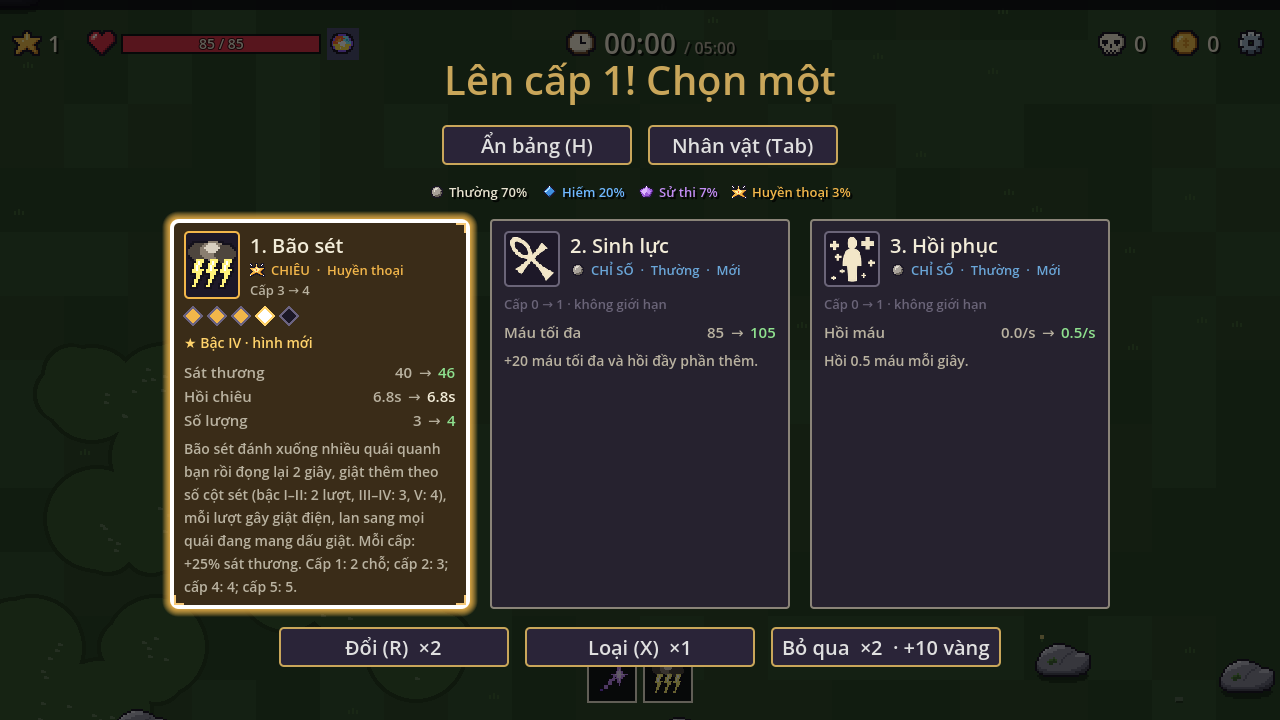 1
85 / 85
00:00 / 05:00
0
0
Lên cấp 1! Chọn một
Ẩn bảng (H)
Nhân vật (Tab)
Thường 70%
Hiếm 20%
Sử thi 7%
Huyền thoại 3%
1. Bão sét
CHIÊU · Huyền thoại
Cấp 3 → 4
★ Bậc IV · hình mới
Sát thương 40 → 46
Hồi chiêu 6.8s → 6.8s
Số lượng 3 → 4
Bão sét đánh xuống nhiều quái quanh
bạn rồi đọng lại 2 giây, giật thêm theo
số cột sét (bậc I–II: 2 lượt, III–IV: 3, V: 4),
mỗi lượt gây giật điện, lan sang mọi
quái đang mang dấu giật. Mỗi cấp:
+25% sát thương. Cấp 1: 2 chỗ; cấp 2: 3;
cấp 4: 4; cấp 5: 5.
2. Sinh lực
CHỈ SỐ · Thường · Mới
Cấp 0 → 1 · không giới hạn
Máu tối đa 85 → 105
+20 máu tối đa và hồi đầy phần thêm.
3. Hồi phục
CHỈ SỐ · Thường · Mới
Cấp 0 → 1 · không giới hạn
Hồi máu 0.0/s → 0.5/s
Hồi 0.5 máu mỗi giây.
Đổi (R) ×2
Loại (X) ×1
Bỏ qua ×2 · +10 vàng